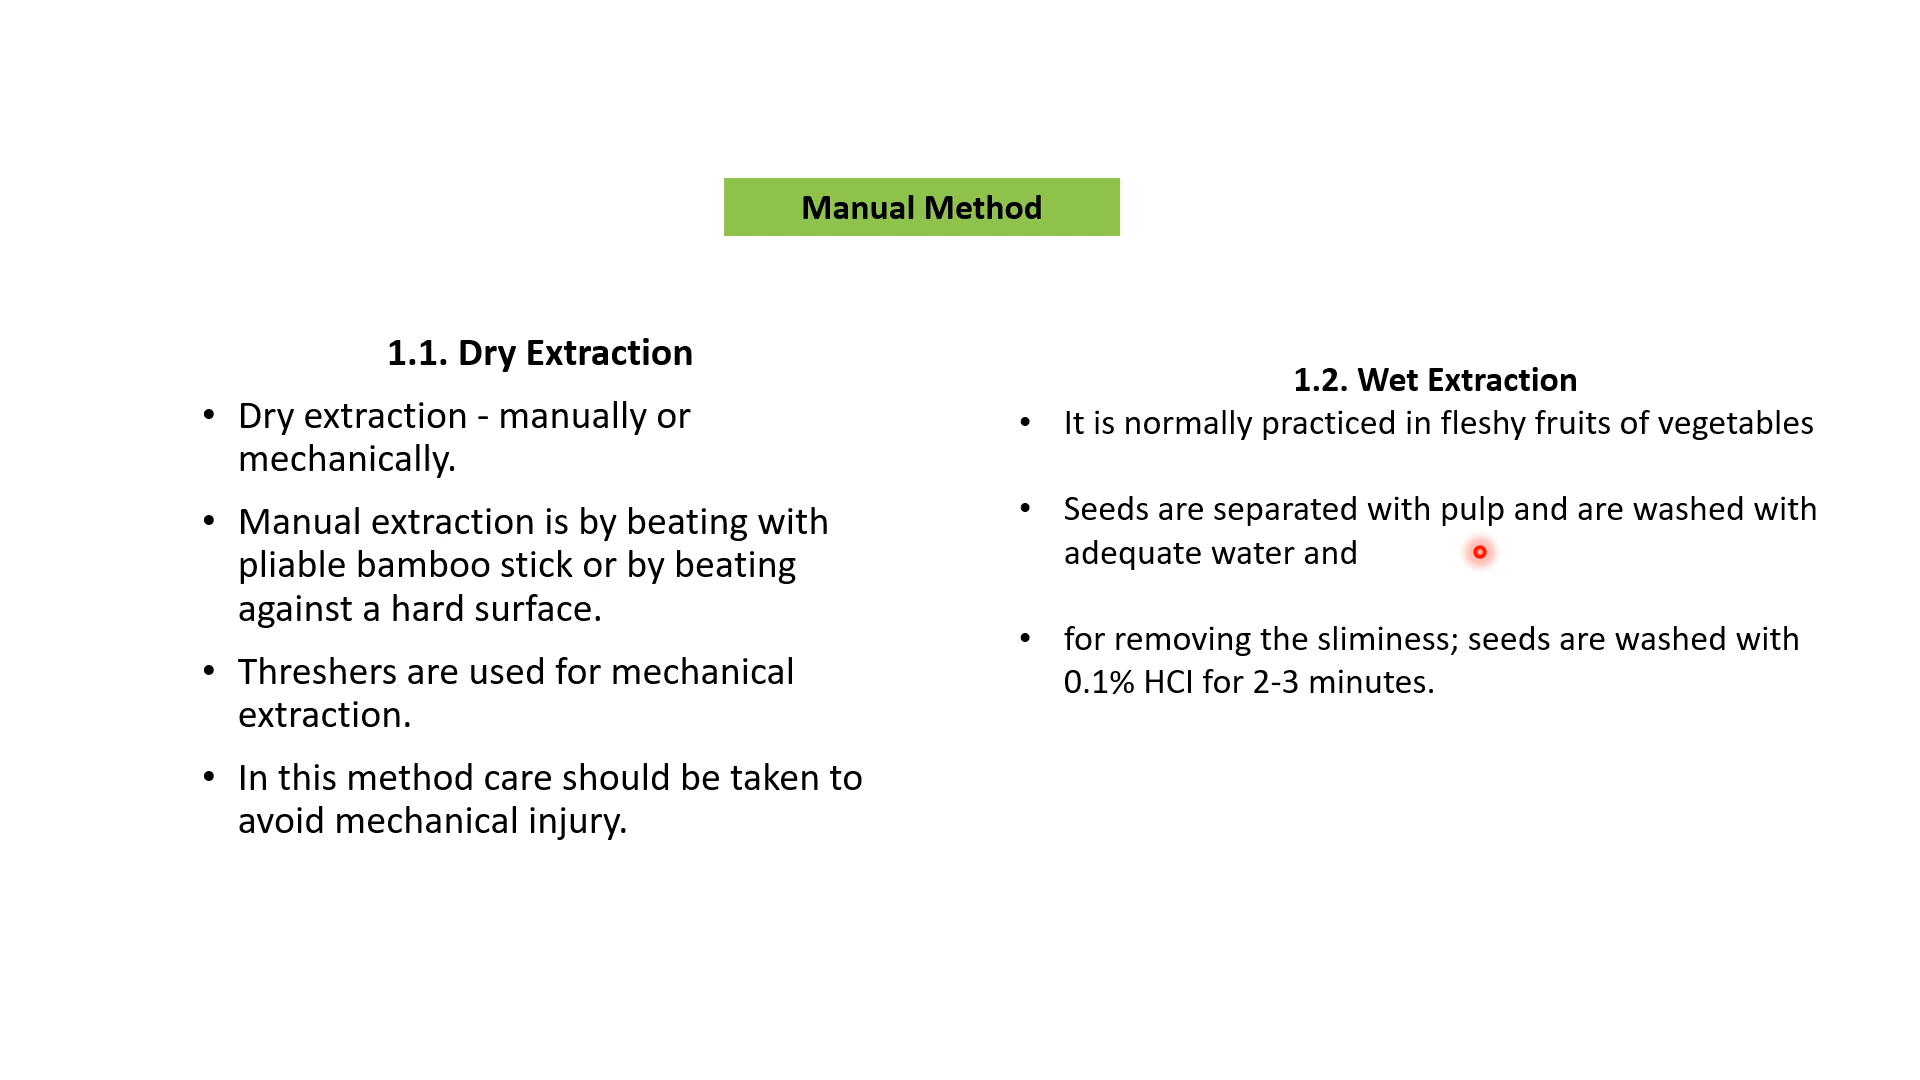 Manual Method
1.1. Dry Extraction
• Dry extraction - manually or
mechanically.
• Manual extraction is by beating with
pliable bamboo stick or by beating
against a hard surface.
• Threshers are used for mechanical
extraction.
• In this method care should be taken to
avoid mechanical injury.
1.2. Wet Extraction
• It is normally practiced in fleshy fruits of vegetables
• Seeds are separated with pulp and are washed with
adequate water and
• for removing the sliminess; seeds are washed with
0.1% HCI for 2-3 minutes.